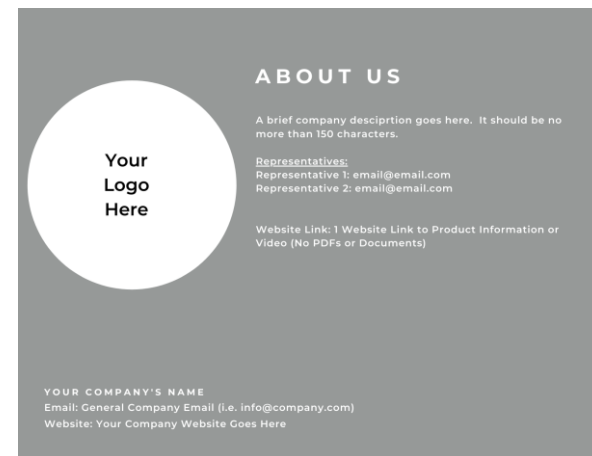 ABOUT US
A brief company desciprtion goes here. It should be no
more than 150 characters.
Representatives:
Representative 1: email@email.com
Representative 2: email@email.com
Website Link: 1 Website Link to Product Information or
Video (No PDFs or Documents)
Your
Logo
Here
YOUR COMPANY'S NAME
Email: General Company Email (i.e. info@company.com)
Website: Your Company Website Goes Here